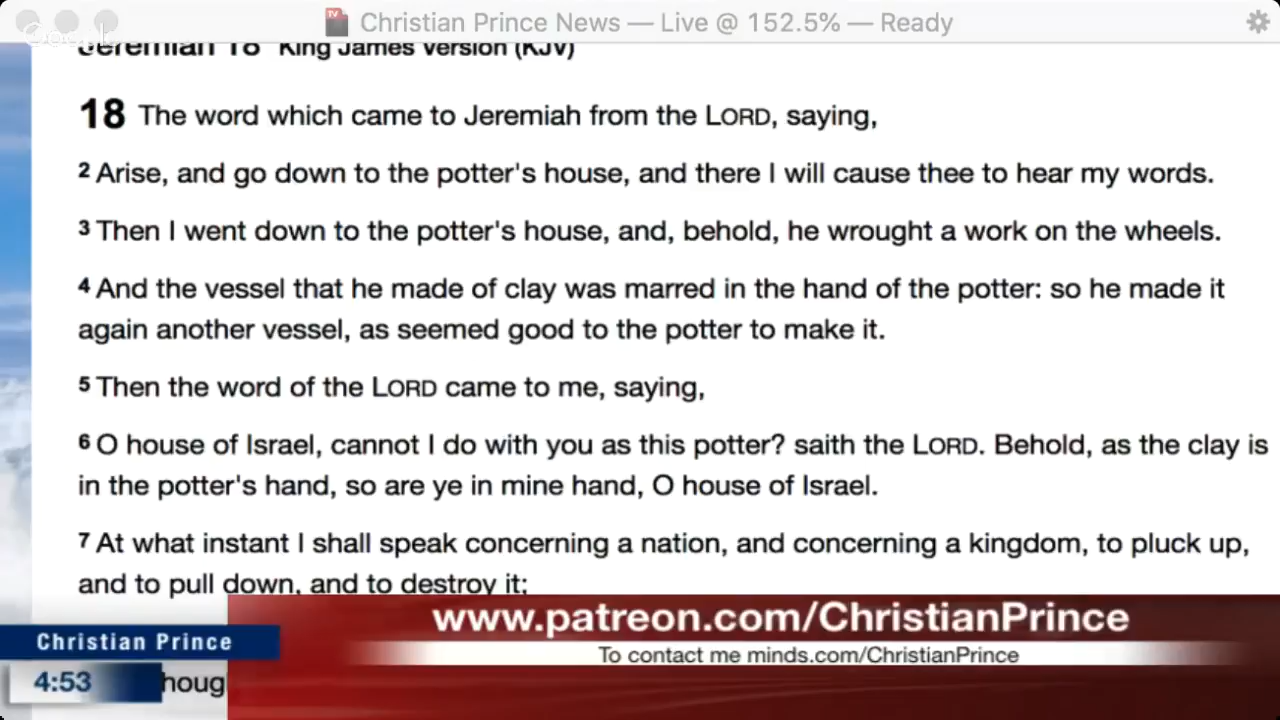 Christian Prince News — Live @ 152.5% — Ready
Google
Jeremiah 18 King James Version (KJV)
18 The word which came to Jeremiah from the LORD, saying,
2 Arise, and go down to the potter's house, and there I will cause thee to hear my words.
3 Then I went down to the potter's house, and, behold, he wrought a work on the wheels.
4 And the vessel that he made of clay was marred in the hand of the potter: so he made it
again another vessel, as seemed good to the potter to make it.
5 Then the word of the LORD came to me, saying,
6 O house of Israel, cannot I do with you as this potter? saith the LORD. Behold, as the clay is
in the potter's hand, so are ye in mine hand, O house of Israel.
7 At what instant I shall speak concerning a nation, and concerning a kingdom, to pluck up,
and to pull down, and to destroy it;
www.patreon.com/ChristianPrince
Christian Prince
To contact me minds.com/ChristianPrince
4:53